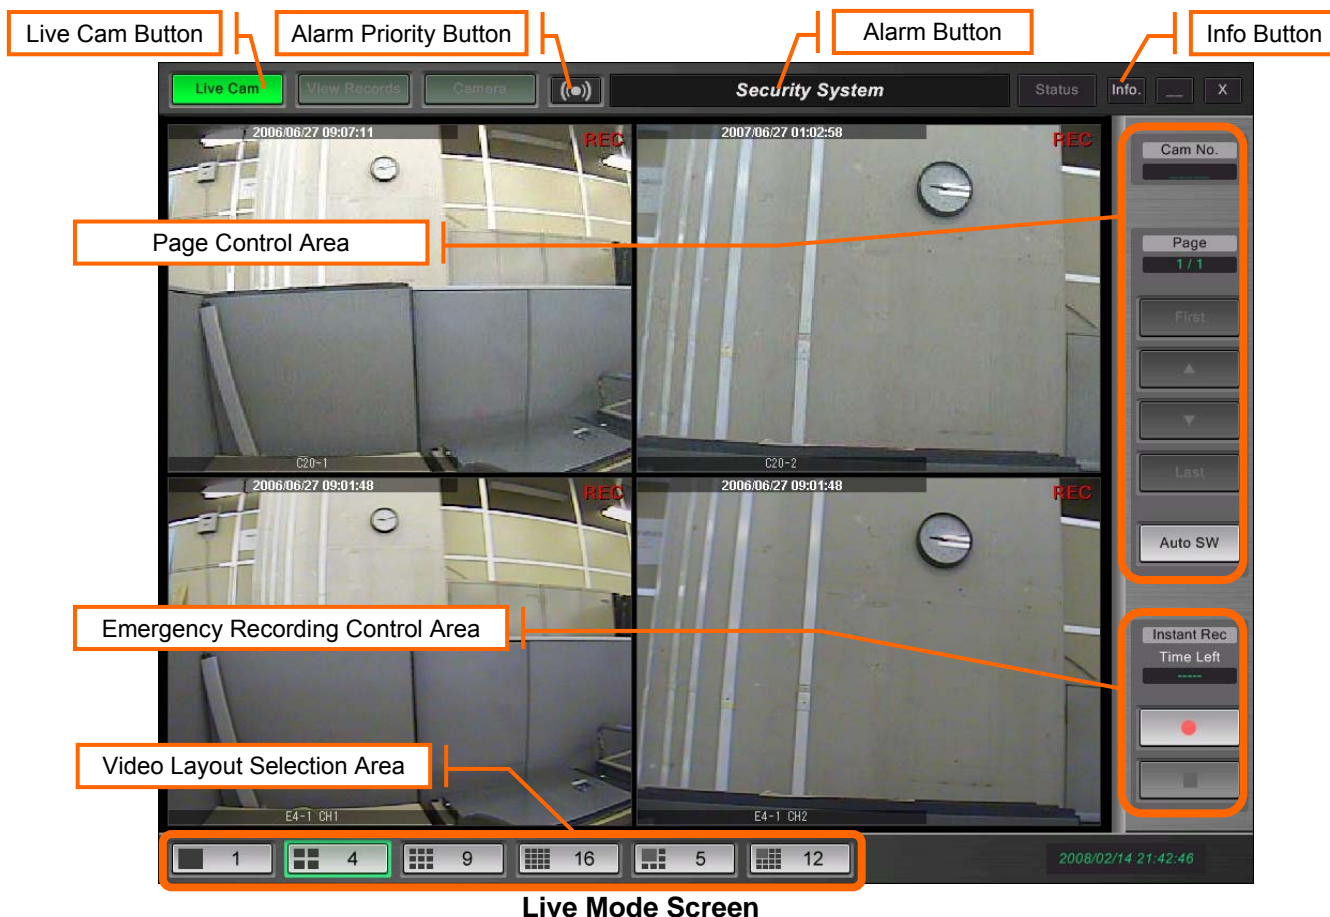 Live Cam Button
Alarm Priority Button
Alarm Button
Info Button
Live Cam
View Records
Camera
((●))
Security System
Status
Info.
__
X
2006/06/27 09:07:11
REC
2007/06/27 01:02:58
REC
Cam No.
-----
Page Control Area
Page
1 / 1
First
▲
▼
Last
C20-1
C20-2
2006/06/27 09:01:48
REC
2006/06/27 09:01:48
REC
Auto SW
Emergency Recording Control Area
Instant Rec
Time Left
-----
Video Layout Selection Area
E4-1 CH1
E4-1 CH2
1
4
9
16
5
12
2008/02/14 21:42:46
Live Mode Screen